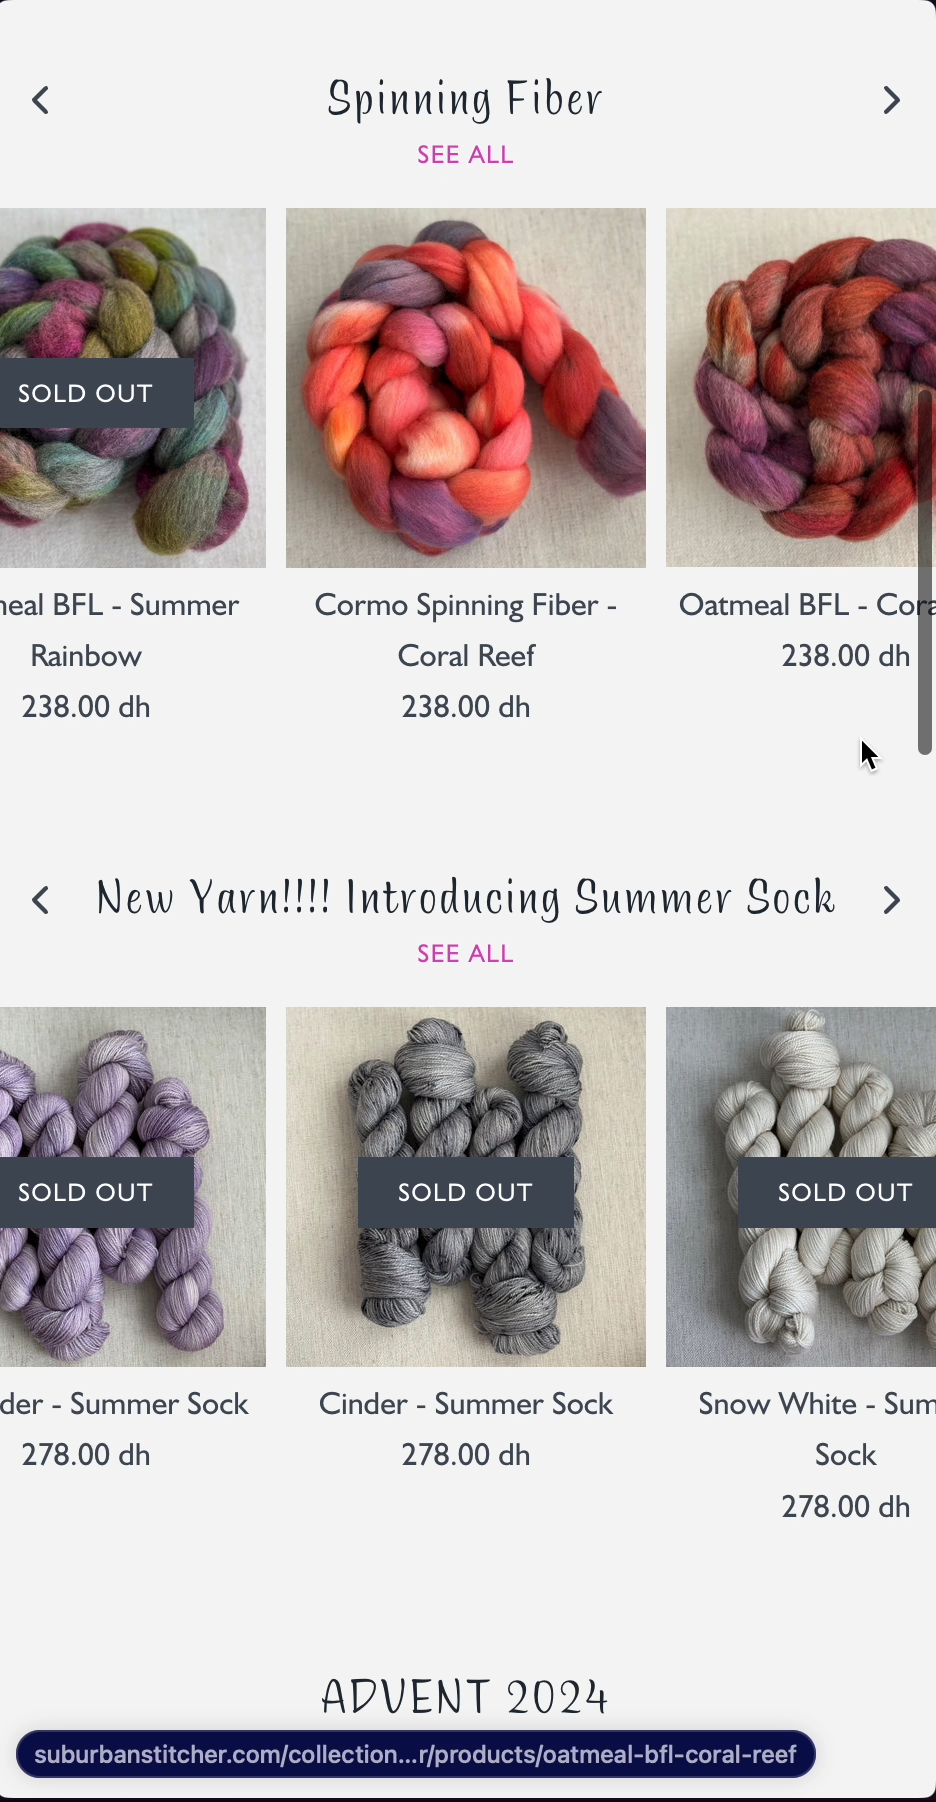 Spinning Fiber
SEE ALL
SOLD OUT
neal BFL - Summer
Rainbow
238.00 dh
Cormo Spinning Fiber -
Coral Reef
238.00 dh
Oatmeal BFL - Cora
238.00 dh
New Yarn!!!! Introducing Summer Sock
SEE ALL
SOLD OUT
SOLD OUT
SOLD OUT
der - Summer Sock
278.00 dh
Cinder - Summer Sock
278.00 dh
Snow White - Sum
Sock
278.00 dh
ADVENT 2024
suburbanstitcher.com/collection...r/products/oatmeal-bfl-coral-reef